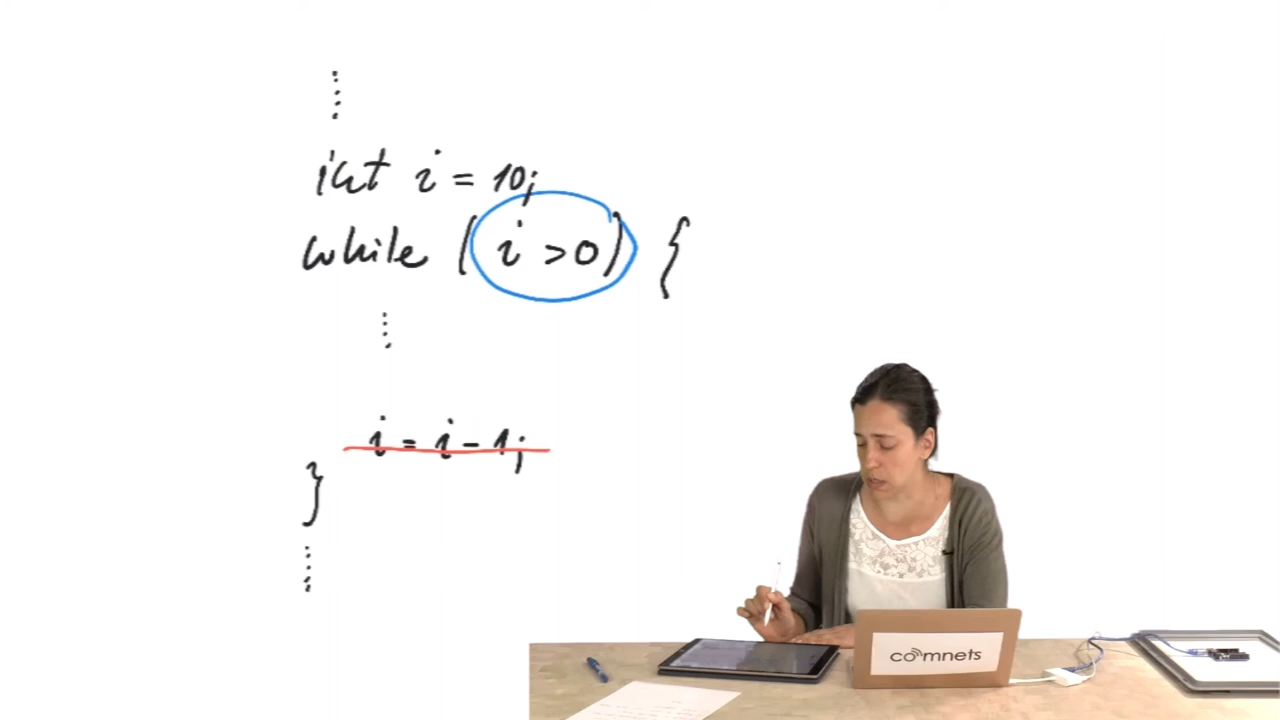 int i = 10;
while (i > 0) {
i = i - 1;
}
comnets